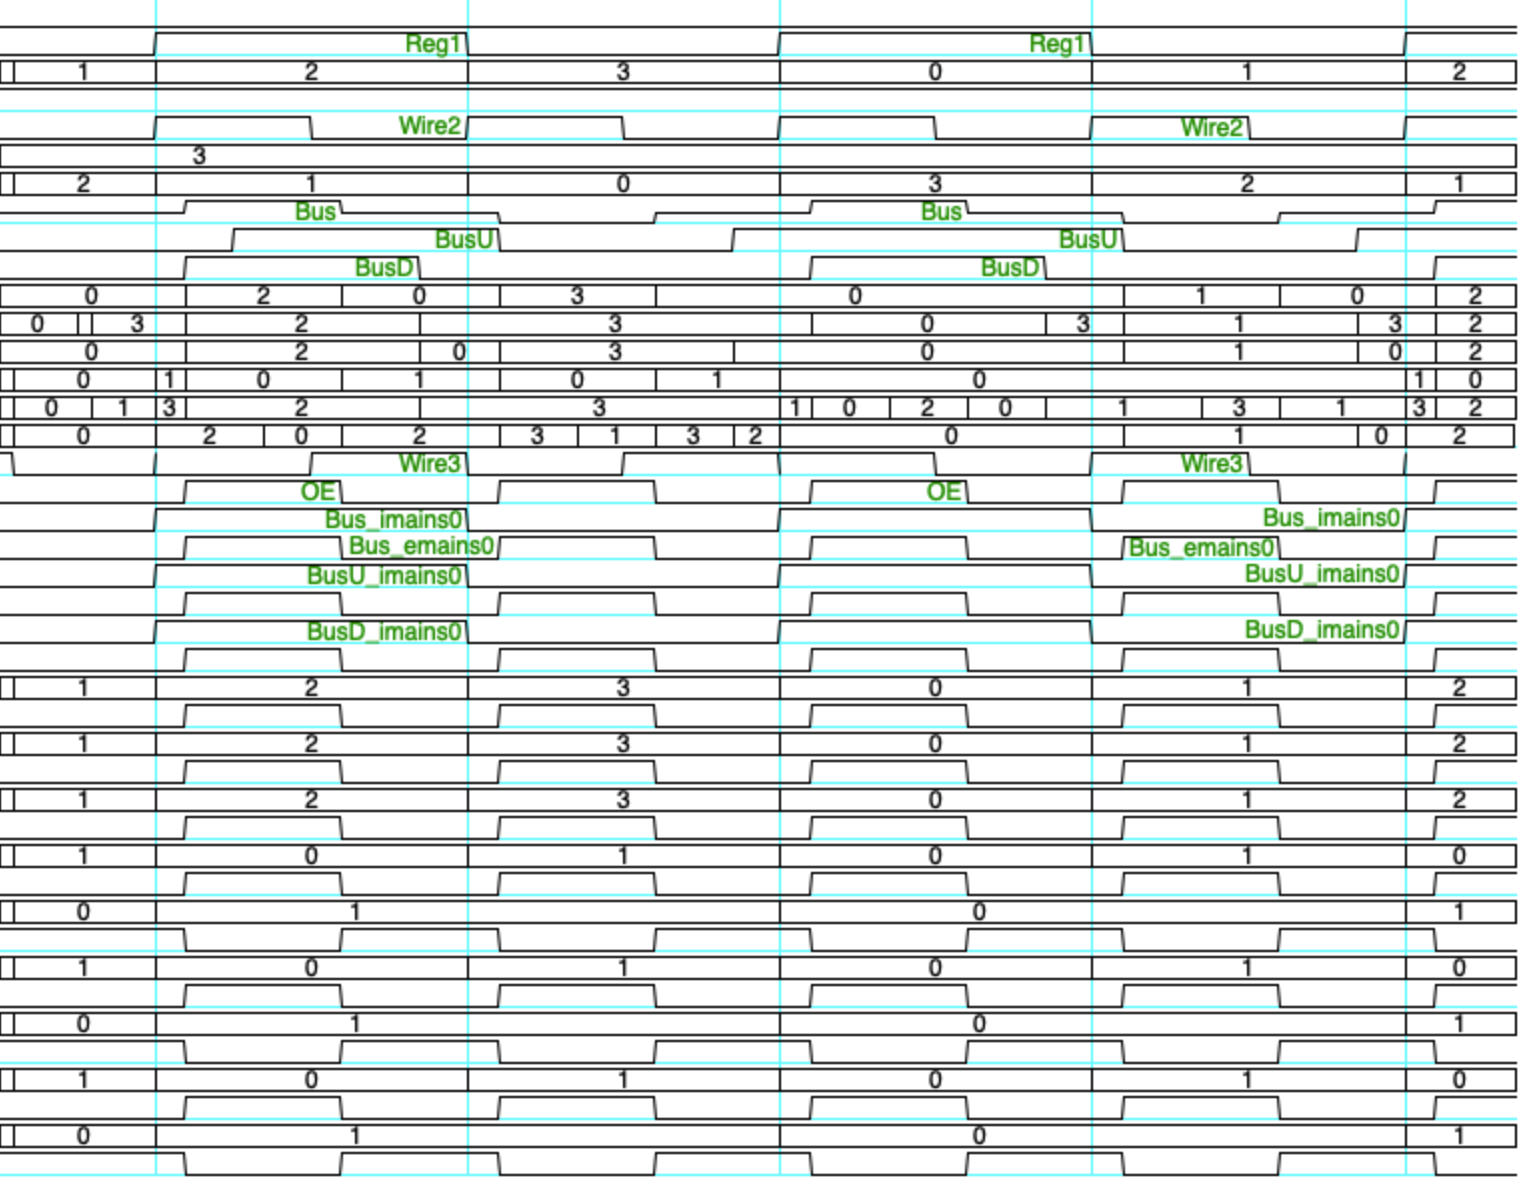 Reg1 Reg1
1 2 3 0 1 2
Wire2 Wire2
3
2 1 0 3 2 1
Bus Bus
BusU BusU
BusD BusD
0 2 0 3 0 1 0 2
0 3 2 3 0 3 1 3 2
0 2 0 3 0 1 0 2
0 1 0 1 0 1 0 1 0
0 1 3 2 3 1 0 2 0 1 3 1 3 2
0 2 0 2 3 1 3 2 0 1 0 2
Wire3 Wire3
OE OE
Bus_imains0 Bus_imains0
Bus_emains0 Bus_emains0
BusU_imains0 BusU_imains0
BusD_imains0 BusD_imains0
1 2 3 0 1 2
1 2 3 0 1 2
1 2 3 0 1 2
1 0 1 0 1 0
0 1 0 1
1 0 1 0 1 0
0 1 0 1
1 0 1 0 1 0
0 1 0 1